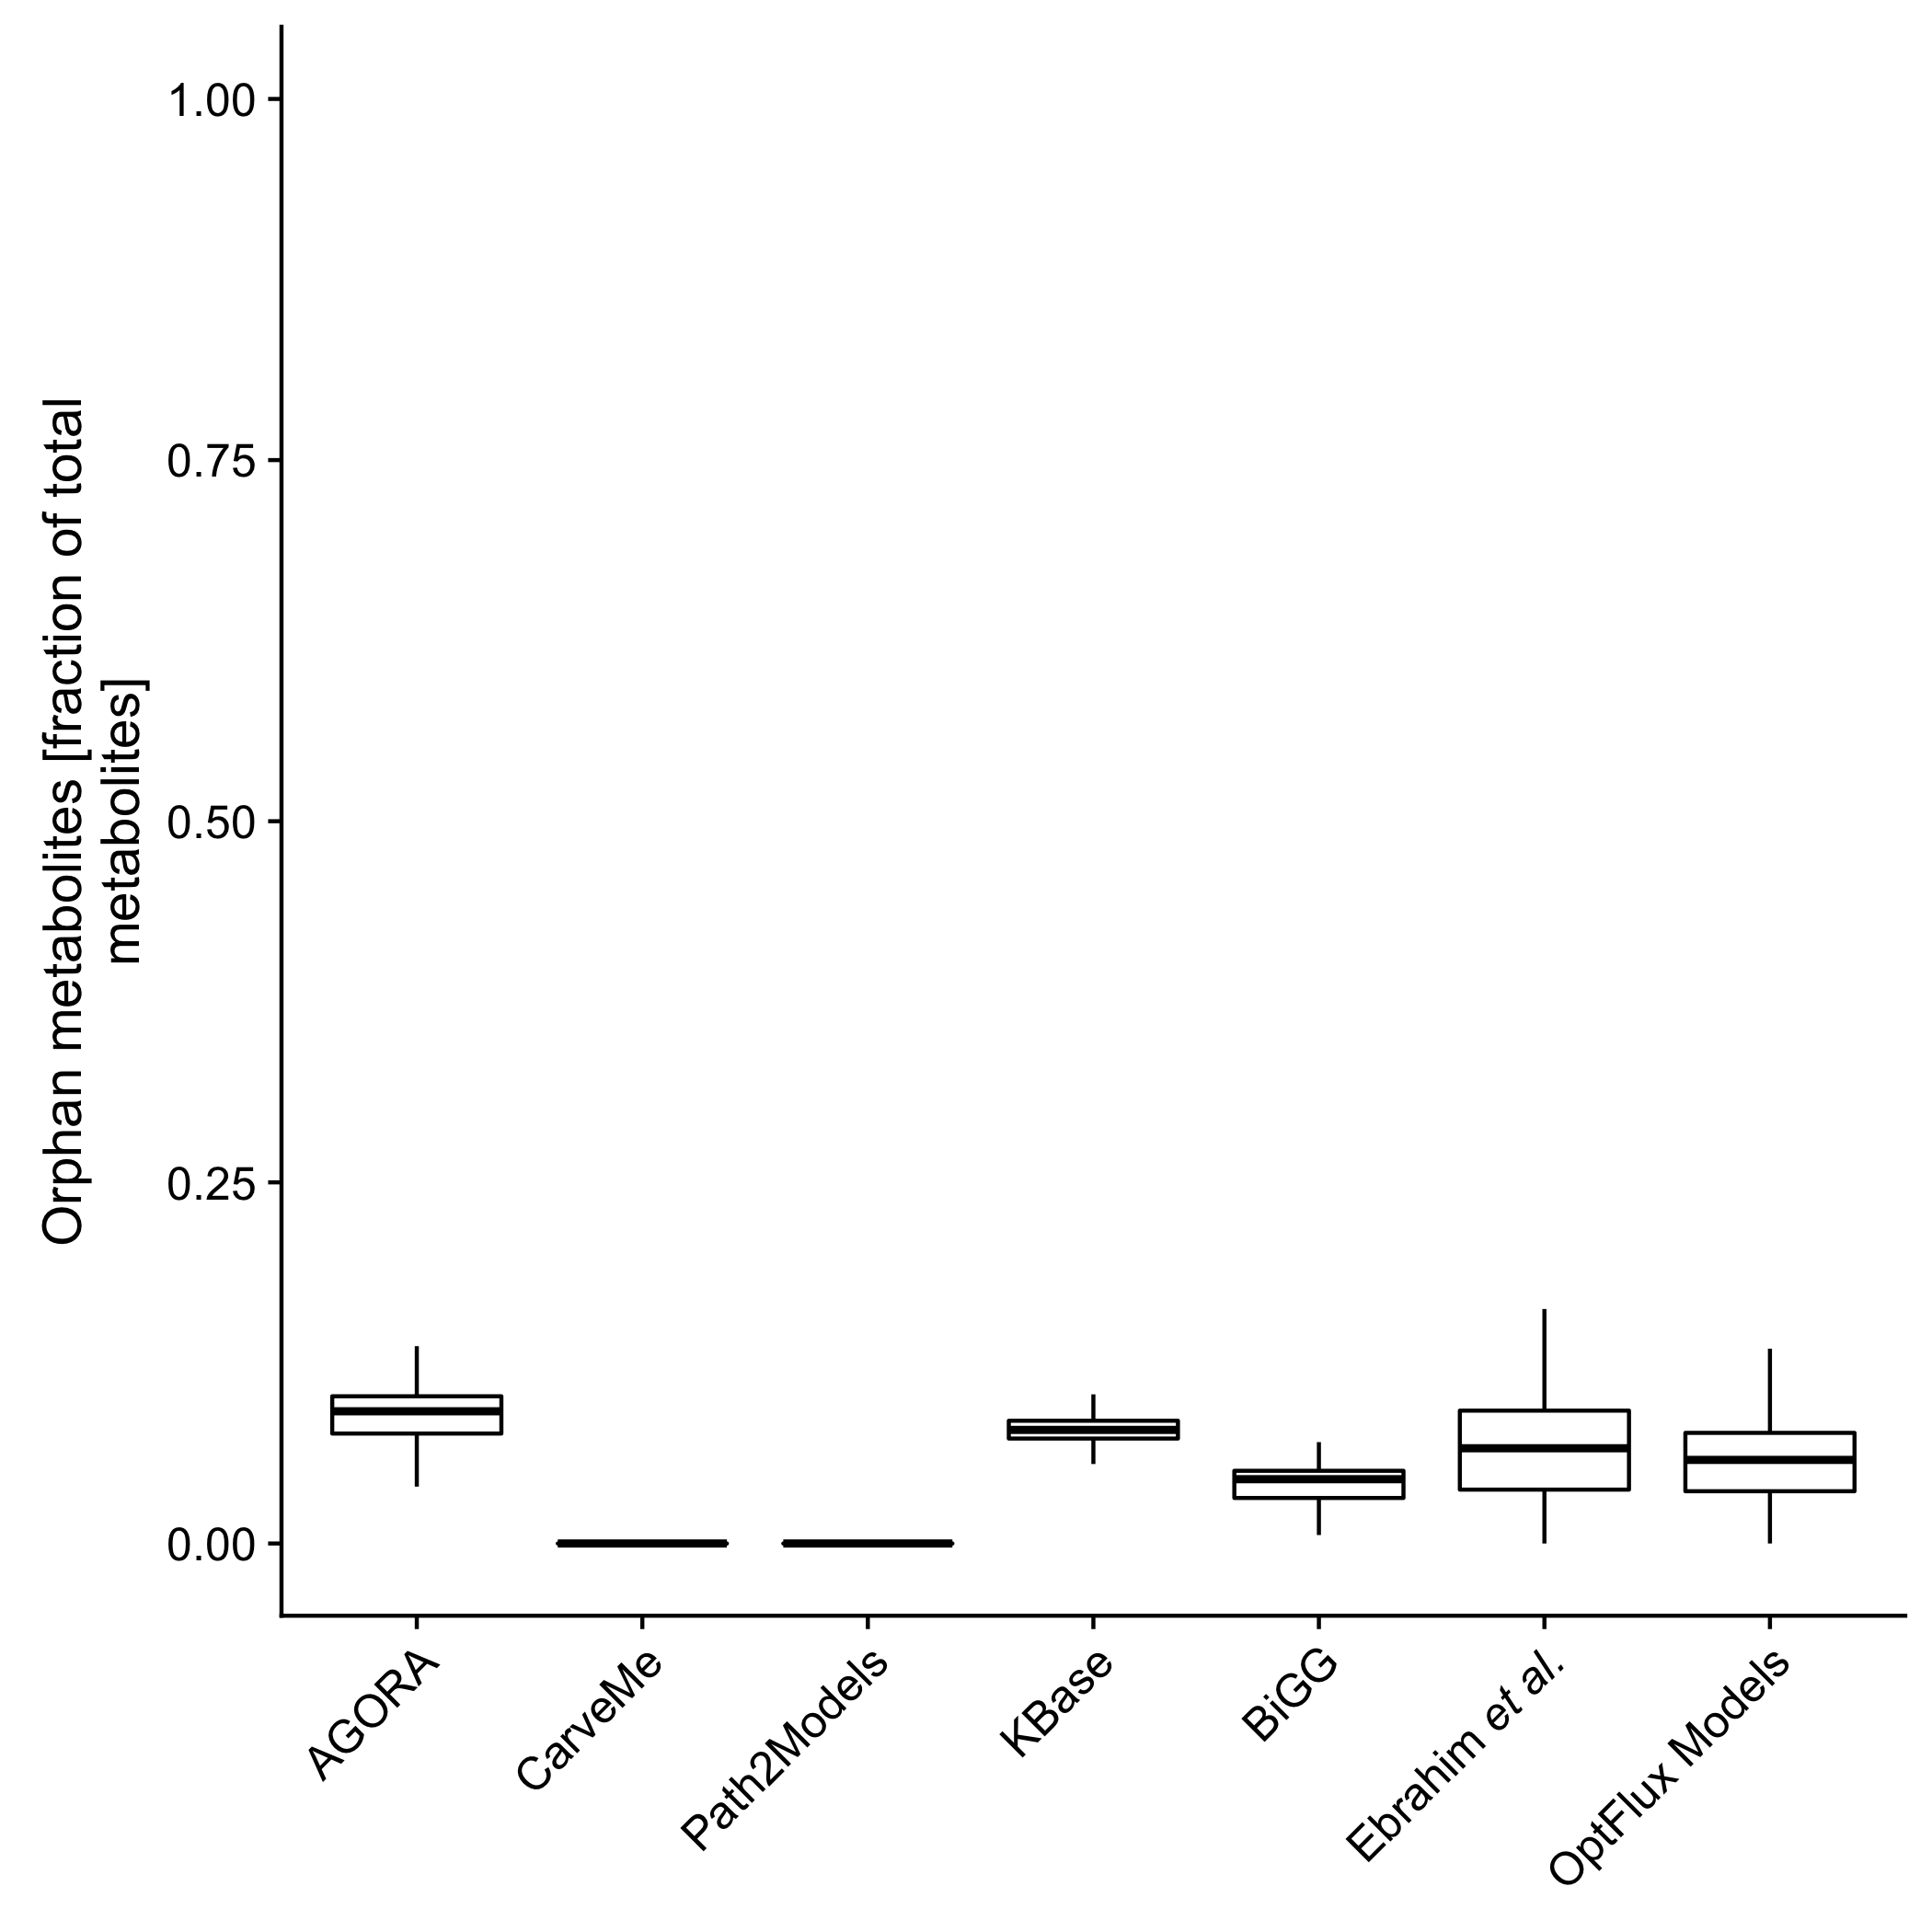 Orphan metabolites [fraction of total
metabolites]
1.00
0.75
0.50
0.25
0.00
AGORA
CarveMe
Path2Models
KBase
BiGG
Ebrahim et al.
OptFlux Models